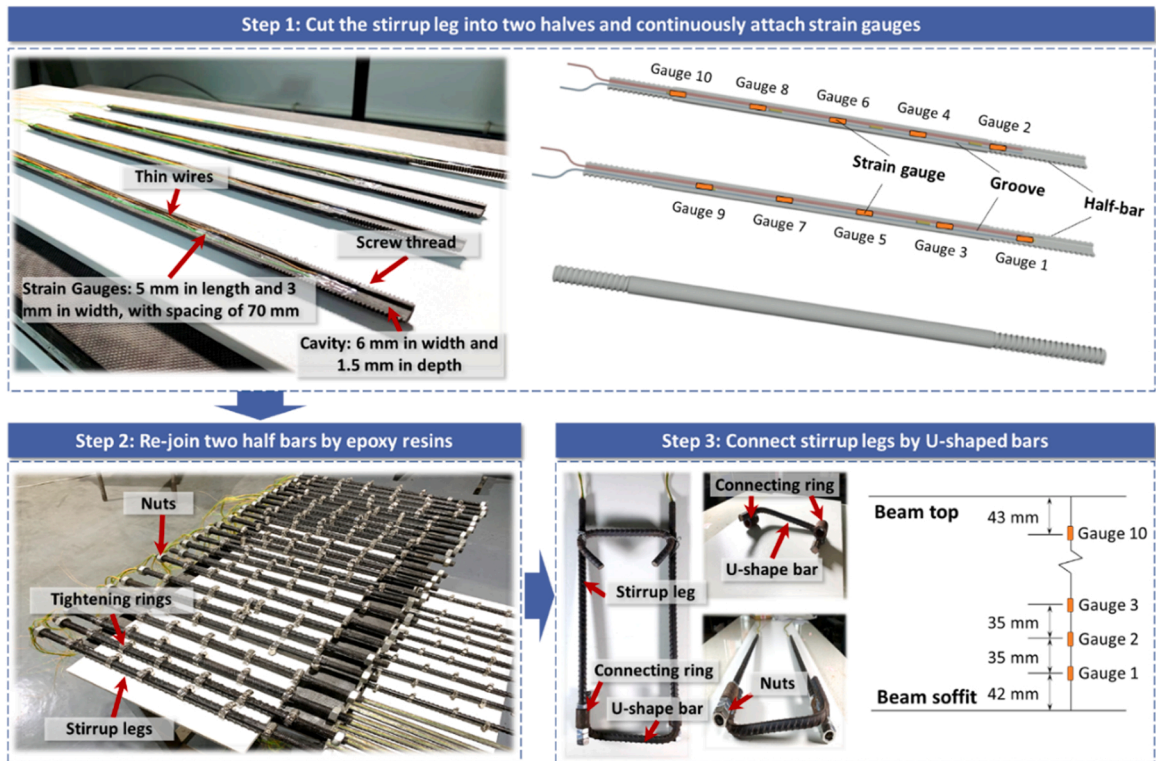 Step 1: Cut the stirrup leg into two halves and continuously attach strain gauges
Thin wires
Screw thread
Strain Gauges: 5 mm in length and 3
mm in width, with spacing of 70 mm
Cavity: 6 mm in width and
1.5 mm in depth
Gauge 10
Gauge 8
Gauge 6
Gauge 4
Gauge 2
Strain gauge
Groove
Half-bar
Gauge 9
Gauge 7
Gauge 5
Gauge 3
Gauge 1
Step 2: Re-join two half bars by epoxy resins
Nuts
Tightening rings
Stirrup legs
Step 3: Connect stirrup legs by U-shaped bars
Connecting ring
U-shape bar
Stirrup leg
Connecting ring
U-shape bar
Nuts
Beam top
43 mm
Gauge 10
Gauge 3
35 mm
Gauge 2
35 mm
Gauge 1
Beam soffit
42 mm